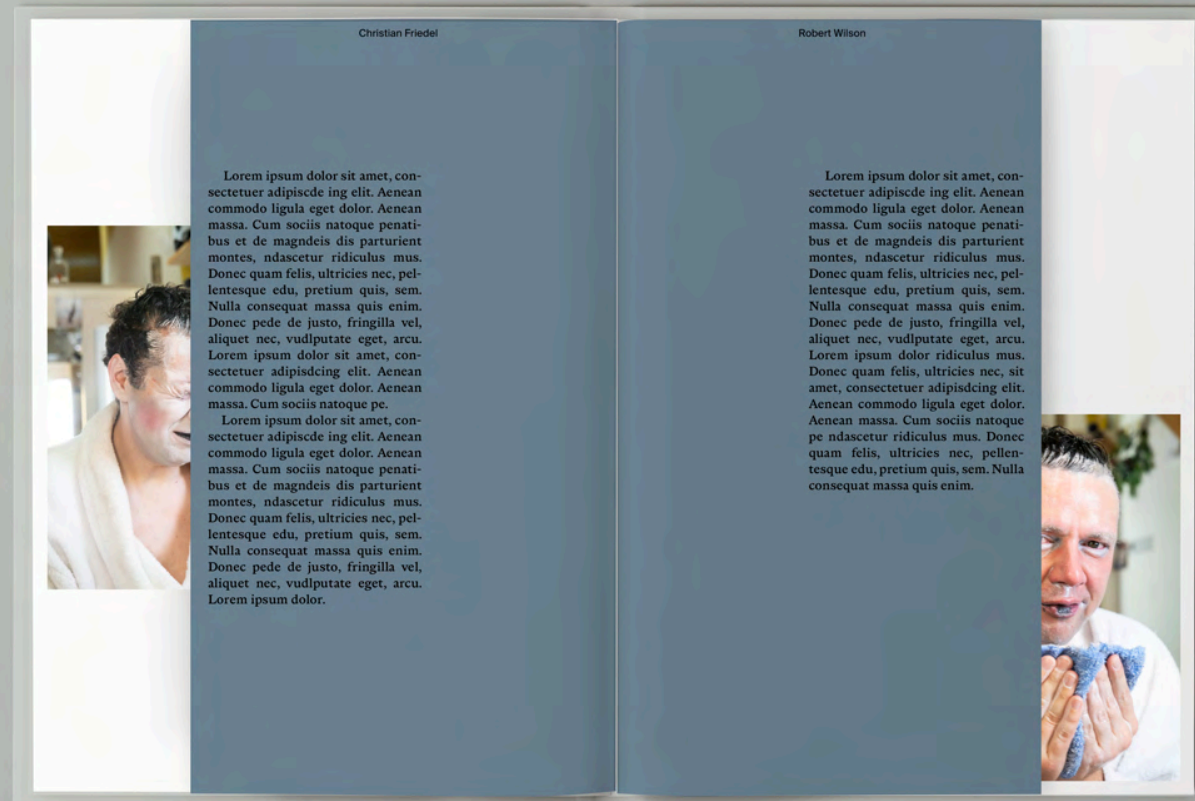 Christian Friedel
Lorem ipsum dolor sit amet, con-
sectetuer adipiscde ing elit. Aenean
commodo ligula eget dolor. Aenean
massa. Cum sociis natoque penati-
bus et de magndeis dis parturient
montes, ndascetur ridiculus mus.
Donec quam felis, ultricies nec, pel-
lentesque edu, pretium quis, sem.
Nulla consequat massa quis enim.
Donec pede de justo, fringilla vel,
aliquet nec, vudlputate eget, arcu.
Lorem ipsum dolor sit amet, con-
sectetuer adipisdcing elit. Aenean
commodo ligula eget dolor. Aenean
massa. Cum sociis natoque pe.
Lorem ipsum dolor sit amet, con-
sectetuer adipiscde ing elit. Aenean
commodo ligula eget dolor. Aenean
massa. Cum sociis natoque penati-
bus et de magndeis dis parturient
montes, ndascetur ridiculus mus.
Donec quam felis, ultricies nec, pel-
lentesque edu, pretium quis, sem.
Nulla consequat massa quis enim.
Donec pede de justo, fringilla vel,
aliquet nec, vudlputate eget, arcu.
Lorem ipsum dolor.
Robert Wilson
Lorem ipsum dolor sit amet, con-
sectetuer adipiscde ing elit. Aenean
commodo ligula eget dolor. Aenean
massa. Cum sociis natoque penati-
bus et de magndeis dis parturient
montes, ndascetur ridiculus mus.
Donec quam felis, ultricies nec, pel-
lentesque edu, pretium quis, sem.
Nulla consequat massa quis enim.
Donec pede de justo, fringilla vel,
aliquet nec, vudlputate eget, arcu.
Lorem ipsum dolor ridiculus mus.
Donec quam felis, ultricies nec, sit
amet, consectetuer adipisdcing elit.
Aenean commodo ligula eget dolor.
Aenean massa. Cum sociis natoque
pe ndascetur ridiculus mus. Donec
quam felis, ultricies nec, pellen-
tesque edu, pretium quis, sem. Nulla
consequat massa quis enim.